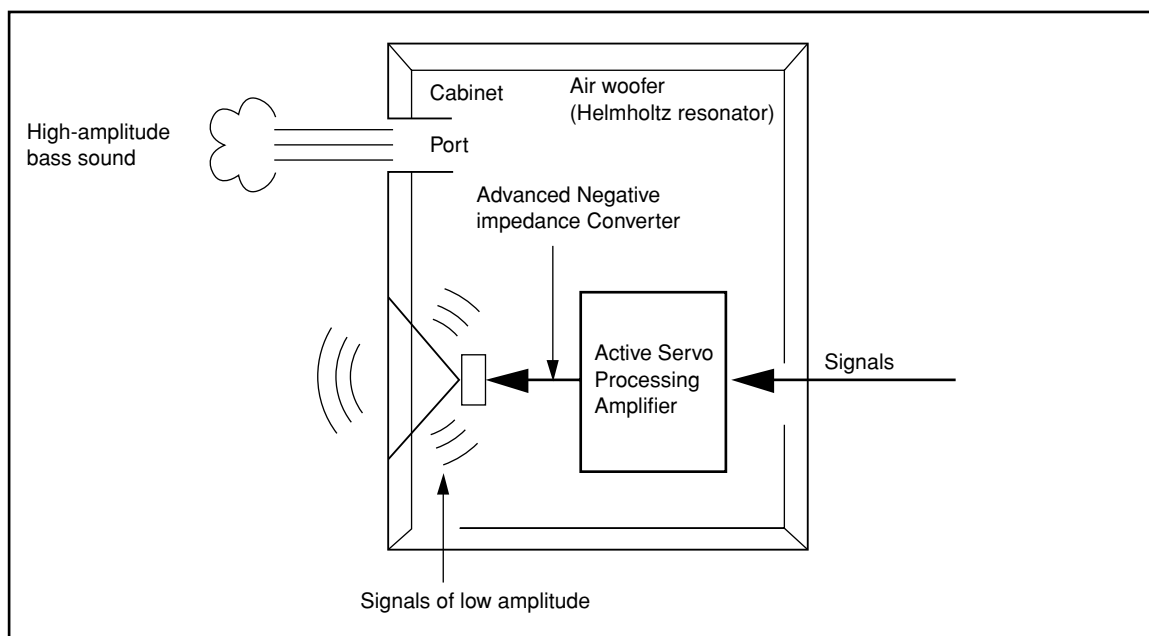 Cabinet
Air woofer
(Helmholtz resonator)
High-amplitude
bass sound
Port
Advanced Negative
impedance Converter
Active Servo
Processing
Amplifier
Signals
Signals of low amplitude